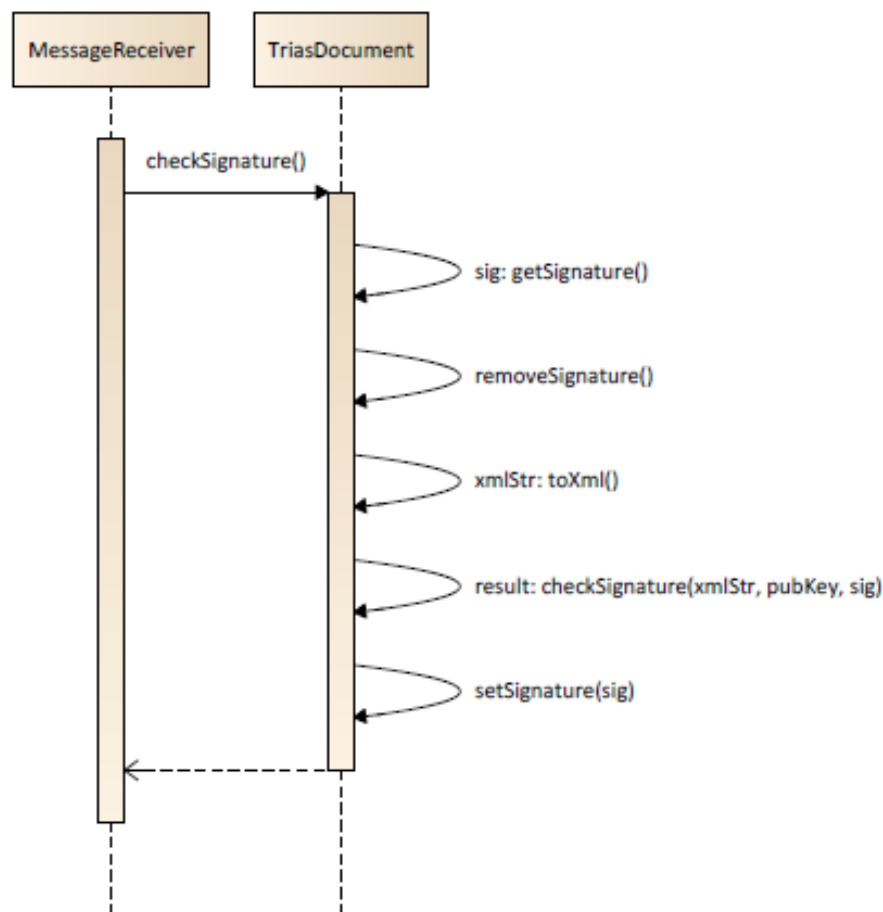 MessageReceiver
TriasDocument
checkSignature()
sig: getSignature()
removeSignature()
xmlStr: toXml()
result: checkSignature(xmlStr, pubKey, sig)
setSignature(sig)